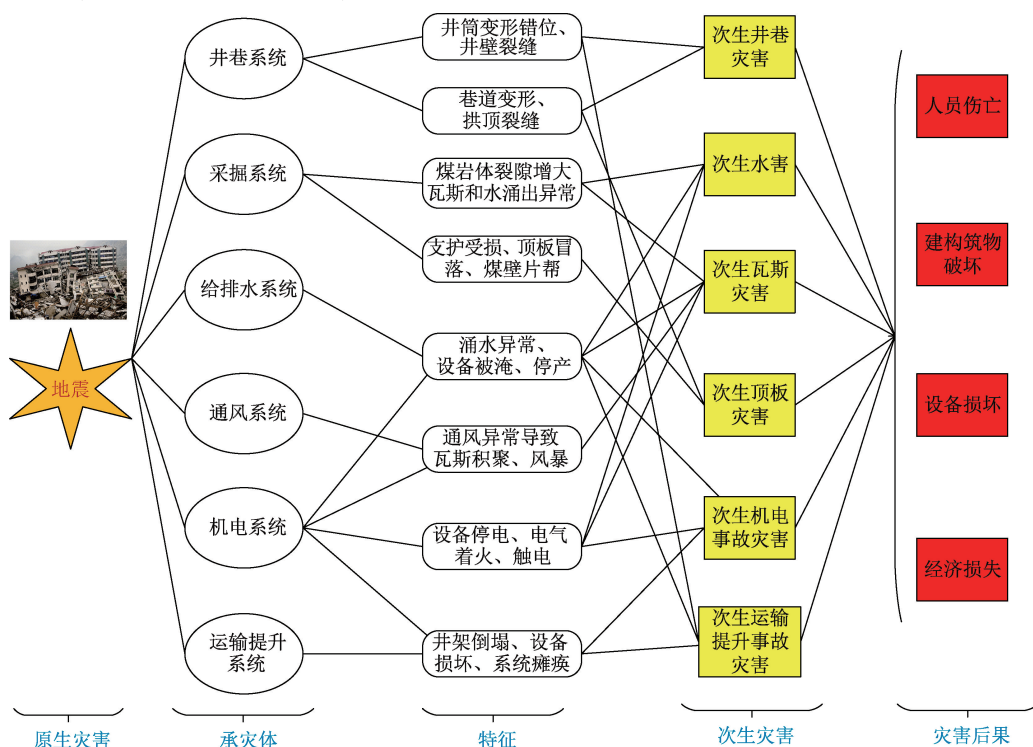 地震
井巷系统
采掘系统
给排水系统
通风系统
机电系统
运输提升
系统
井筒变形错位、
井壁裂缝
巷道变形、
拱顶裂缝
煤岩体裂隙增大
瓦斯和水涌出异常
支护受损、顶板冒
落、煤壁片帮
涌水异常、
设备被淹、停产
通风异常导致
瓦斯积聚、风暴
设备停电、电气
着火、触电
井架倒塌、设备
损坏、系统瘫痪
次生井巷
灾害
次生水害
次生瓦斯
灾害
次生顶板
灾害
次生机电
事故灾害
次生运输
提升事故
灾害
人员伤亡
建构筑物
破坏
设备损坏
经济损失
原生灾害
承灾体
特征
次生灾害
灾害后果